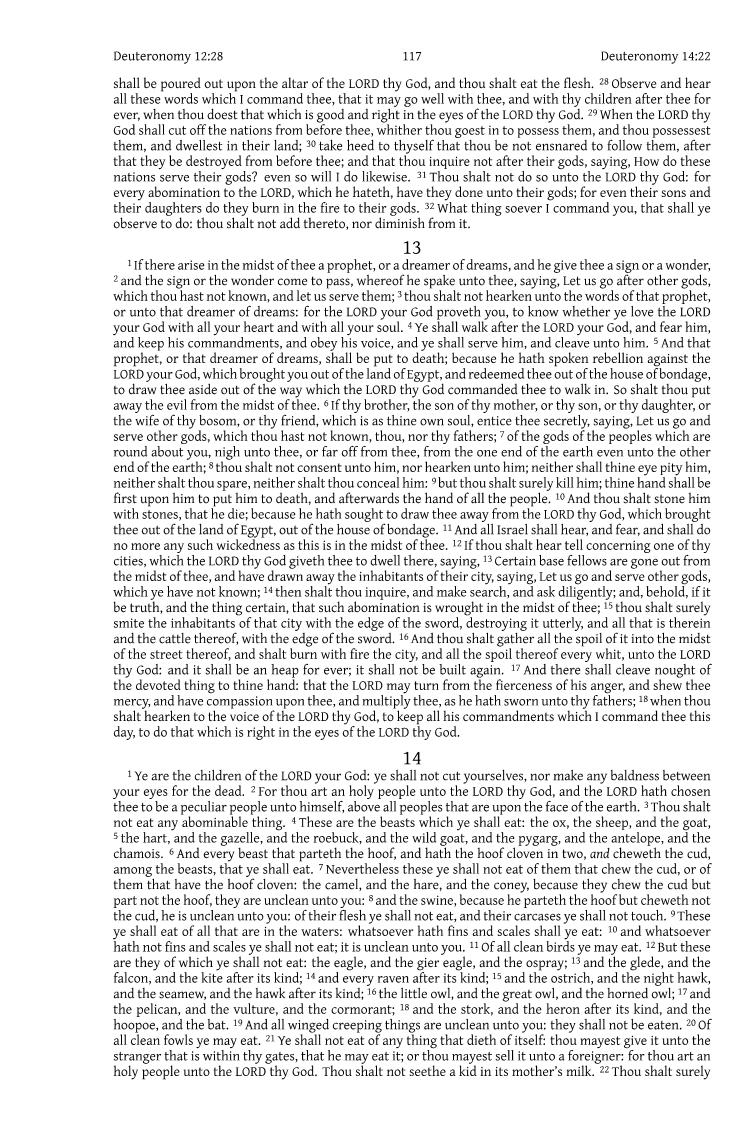 Deuteronomy 12:28 117 Deuteronomy 14:22
shall be poured out upon the altar of the LORD thy God, and thou shalt eat the flesh. 28 Observe and hear
all these words which I command thee, that it may go well with thee, and with thy children after thee for
ever, when thou doest that which is good and right in the eyes of the LORD thy God. 29 When the LORD thy
God shall cut off the nations from before thee, whither thou goest in to possess them, and thou possessest
them, and dwellest in their land; 30 take heed to thyself that thou be not ensnared to follow them, after
that they be destroyed from before thee; and that thou inquire not after their gods, saying, How do these
nations serve their gods? even so will I do likewise. 31 Thou shalt not do so unto the LORD thy God: for
every abomination to the LORD, which he hateth, have they done unto their gods; for even their sons and
their daughters do they burn in the fire to their gods. 32 What thing soever I command you, that shall ye
observe to do: thou shalt not add thereto, nor diminish from it.
13
1 If there arise in the midst of thee a prophet, or a dreamer of dreams, and he give thee a sign or a wonder,
2 and the sign or the wonder come to pass, whereof he spake unto thee, saying, Let us go after other gods,
which thou hast not known, and let us serve them; 3 thou shalt not hearken unto the words of that prophet,
or unto that dreamer of dreams: for the LORD your God proveth you, to know whether ye love the LORD
your God with all your heart and with all your soul. 4 Ye shall walk after the LORD your God, and fear him,
and keep his commandments, and obey his voice, and ye shall serve him, and cleave unto him. 5 And that
prophet, or that dreamer of dreams, shall be put to death; because he hath spoken rebellion against the
LORD your God, which brought you out of the land of Egypt, and redeemed thee out of the house of bondage,
to draw thee aside out of the way which the LORD thy God commanded thee to walk in. So shalt thou put
away the evil from the midst of thee. 6 If thy brother, the son of thy mother, or thy son, or thy daughter, or
the wife of thy bosom, or thy friend, which is as thine own soul, entice thee secretly, saying, Let us go and
serve other gods, which thou hast not known, thou, nor thy fathers; 7 of the gods of the peoples which are
round about you, nigh unto thee, or far off from thee, from the one end of the earth even unto the other
end of the earth; 8 thou shalt not consent unto him, nor hearken unto him; neither shall thine eye pity him,
neither shalt thou spare, neither shalt thou conceal him: 9 but thou shalt surely kill him; thine hand shall be
first upon him to put him to death, and afterwards the hand of all the people. 10 And thou shalt stone him
with stones, that he die; because he hath sought to draw thee away from the LORD thy God, which brought
thee out of the land of Egypt, out of the house of bondage. 11 And all Israel shall hear, and fear, and shall do
no more any such wickedness as this is in the midst of thee. 12 If thou shalt hear tell concerning one of thy
cities, which the LORD thy God giveth thee to dwell there, saying, 13 Certain base fellows are gone out from
the midst of thee, and have drawn away the inhabitants of their city, saying, Let us go and serve other gods,
which ye have not known; 14 then shalt thou inquire, and make search, and ask diligently; and, behold, if it
be truth, and the thing certain, that such abomination is wrought in the midst of thee; 15 thou shalt surely
smite the inhabitants of that city with the edge of the sword, destroying it utterly, and all that is therein
and the cattle thereof, with the edge of the sword. 16 And thou shalt gather all the spoil of it into the midst
of the street thereof, and shalt burn with fire the city, and all the spoil thereof every whit, unto the LORD
thy God: and it shall be an heap for ever; it shall not be built again. 17 And there shall cleave nought of
the devoted thing to thine hand: that the LORD may turn from the fierceness of his anger, and shew thee
mercy, and have compassion upon thee, and multiply thee, as he hath sworn unto thy fathers; 18 when thou
shalt hearken to the voice of the LORD thy God, to keep all his commandments which I command thee this
day, to do that which is right in the eyes of the LORD thy God.
14
1 Ye are the children of the LORD your God: ye shall not cut yourselves, nor make any baldness between
your eyes for the dead. 2 For thou art an holy people unto the LORD thy God, and the LORD hath chosen
thee to be a peculiar people unto himself, above all peoples that are upon the face of the earth. 3 Thou shalt
not eat any abominable thing. 4 These are the beasts which ye shall eat: the ox, the sheep, and the goat,
5 the hart, and the gazelle, and the roebuck, and the wild goat, and the pygarg, and the antelope, and the
chamois. 6 And every beast that parteth the hoof, and hath the hoof cloven in two, and cheweth the cud,
among the beasts, that ye shall eat. 7 Nevertheless these ye shall not eat of them that chew the cud, or of
them that have the hoof cloven: the camel, and the hare, and the coney, because they chew the cud but
part not the hoof, they are unclean unto you: 8 and the swine, because he parteth the hoof but cheweth not
the cud, he is unclean unto you: of their flesh ye shall not eat, and their carcases ye shall not touch. 9 These
ye shall eat of all that are in the waters: whatsoever hath fins and scales shall ye eat: 10 and whatsoever
hath not fins and scales ye shall not eat; it is unclean unto you. 11 Of all clean birds ye may eat. 12 But these
are they of which ye shall not eat: the eagle, and the gier eagle, and the ospray; 13 and the glede, and the
falcon, and the kite after its kind; 14 and every raven after its kind; 15 and the ostrich, and the night hawk,
and the seamew, and the hawk after its kind; 16 the little owl, and the great owl, and the horned owl; 17 and
the pelican, and the vulture, and the cormorant; 18 and the stork, and the heron after its kind, and the
hoopoe, and the bat. 19 And all winged creeping things are unclean unto you: they shall not be eaten. 20 Of
all clean fowls ye may eat. 21 Ye shall not eat of any thing that dieth of itself: thou mayest give it unto the
stranger that is within thy gates, that he may eat it; or thou mayest sell it unto a foreigner: for thou art an
holy people unto the LORD thy God. Thou shalt not seethe a kid in its mother's milk. 22 Thou shalt surely